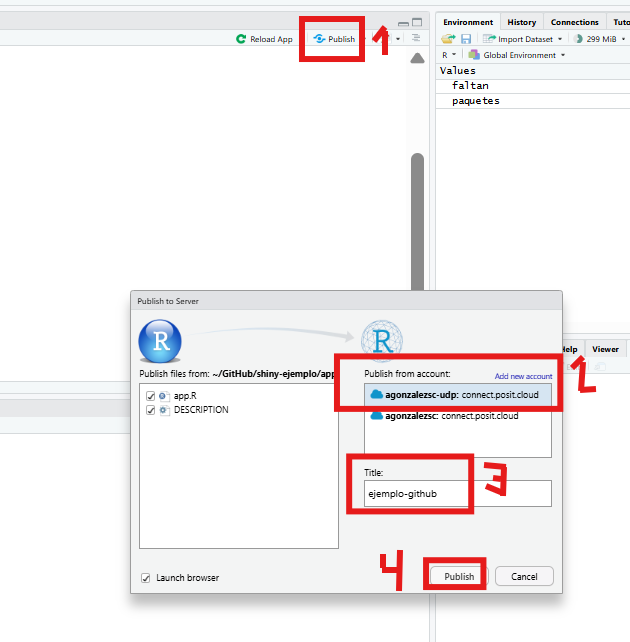 Environment History Connections Tuto
Reload App Publish 1
Import Dataset 299 MiB
R Global Environment
Values
faltan
paquetes
Publish to Server
R R
Help Viewer
Publish files from: ~/GitHub/shiny-ejemplo/app
Publish from account: Add new account
app.R
DESCRIPTION
agonzalezsc-udp: connect.posit.cloud
2
agonzalezsc: connect.posit.cloud
Title:
3
ejemplo-github
4
Launch browser
Publish Cancel